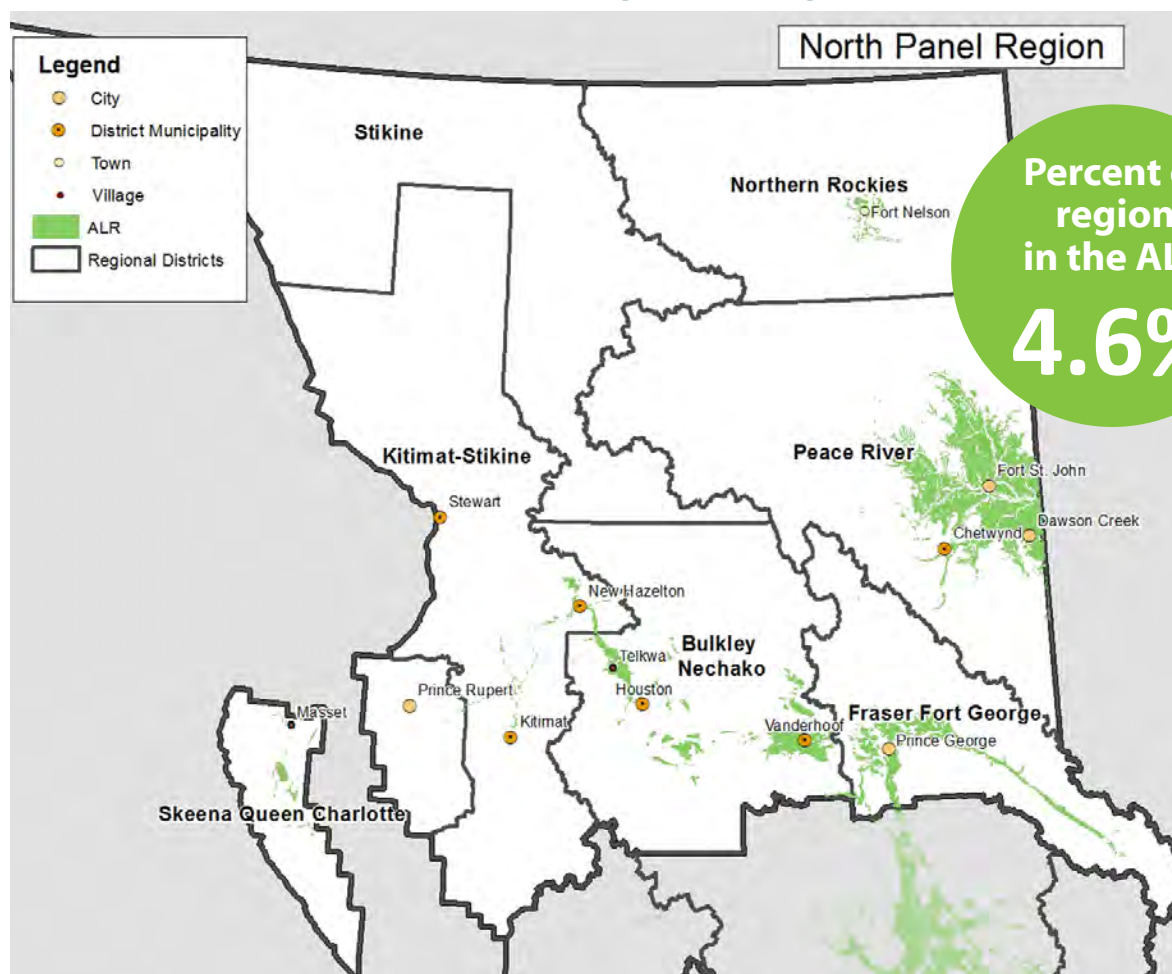 North Panel Region
Legend
City
District Municipality
Town
Village
ALR
Regional Districts
Stikine
Northern Rockies
Fort Nelson
Percent
region
in the AL
4.6%
Kitimat-Stikine
Stewart
Peace River
Fort St. John
Dawson Creek
Chetwynd
New Hazelton
Bulkley
Nechako
Telkwa
Houston
Vanderhoof
Fraser Fort George
Prince George
Prince Rupert
Kitimat
Masset
Skeena Queen Charlotte